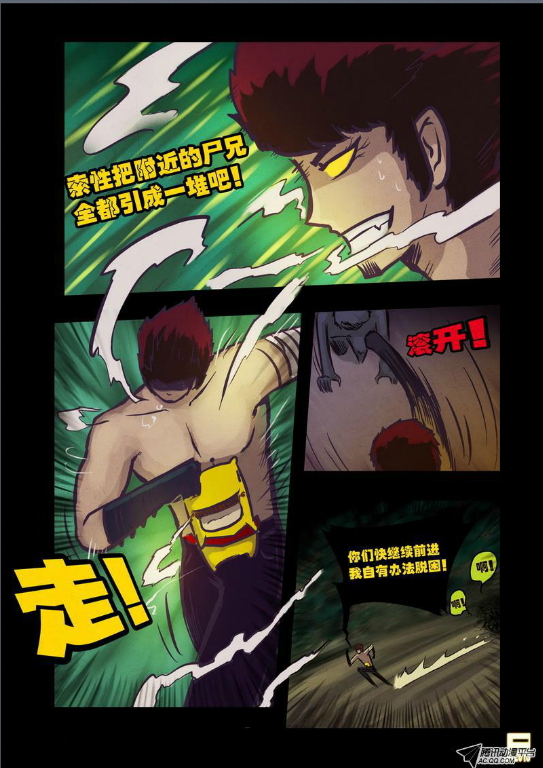 索性把附近的尸兄
全都引成一堆吧！
滚开！
走！
你们快继续前进
我自有办法脱困！
啊！
啊！
腾讯动漫平台
AC.QQ.COM